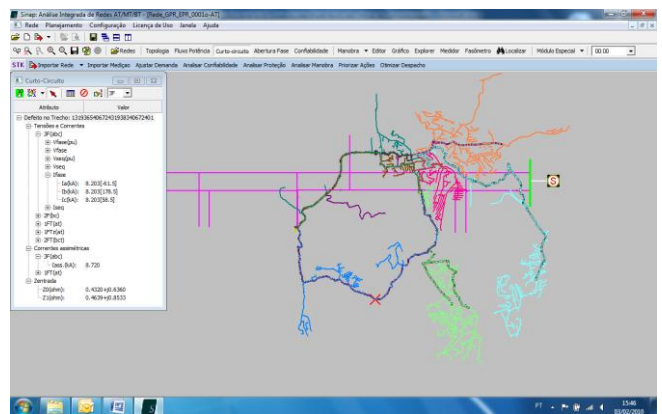 Sinap: Análise Integrada de Redes AT/MT/BT - [Rede_GPR_EPR_0001o-A7]
Rede Planejamento Configuração Licença de Uso Janela Ajuda
Redes Topologia Fluxo Potência Curto-circuito Abertura Fase Confiabilidade Manobra Editor Gráfico Explorer Medidor Fasímetro Localizar Módulo Especial 00:00
STK Importar Rede Importar Mediçao Ajustar Demanda Analisar Confiabilidade Analisar Proteção Analisar Manobra Priorizar Ações Otimizar Despacho
Curto-Circuito
3F
Atributo Valor
Defeito no Trecho:
Tensões e Correntes
3F(abc)
Vfase(pu)
Vfase
Vseq(pu)
Vseq
Ifase
Ia(kA): 8.203[-61.5]
Ib(kA): 8.203[178.5]
Ic(kA): 8.203[58.5]
Iseq
2F(bc)
1FT(at)
1FTz(at)
2FT(bct)
Correntes assimétricas
3F(abc)
Iass.(kA): 8.720
1FT(at)
Zentrada
Z0(ohm): 0.4320+j0.6360
Z1(ohm): 0.4639+j0.8533
S
PT 15:46
03/02/2010